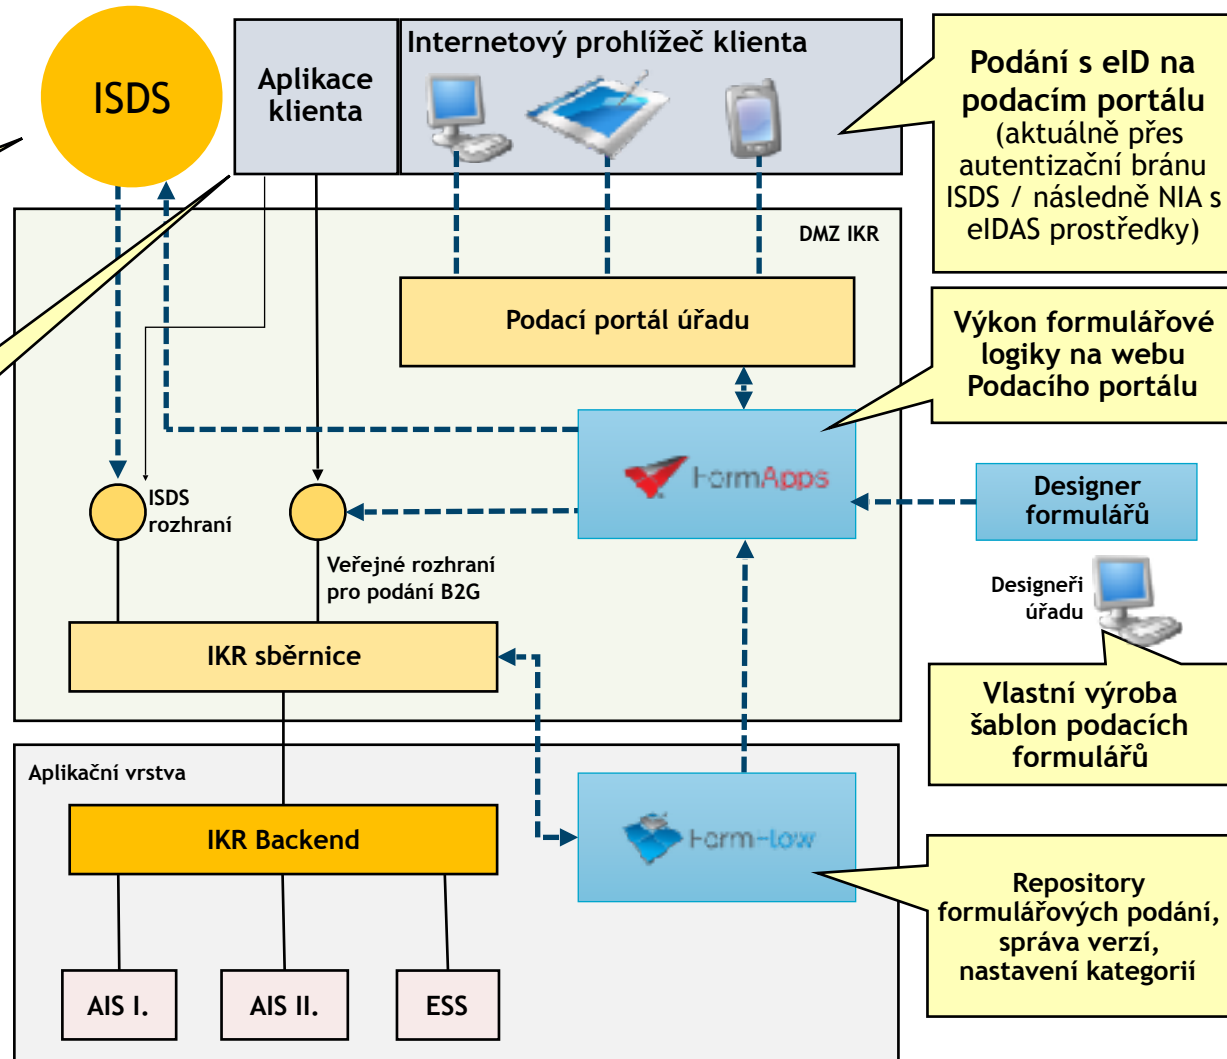 ISDS
Aplikace
klienta
Internetový prohlížeč klienta
Podání s eID na
podacím portálu
(aktuálně přes
autentizační bránu
ISDS / následně NIA s
eIDAS prostředky)
DMZ IKR
Podací portál úřadu
Výkon formulářové
logiky na webu
Podacího portálu
FormApps
ISDS
rozhraní
Veřejné rozhraní
pro podání B2G
Designer
formulářů
Designeři
úřadu
IKR sběrnice
Vlastní výroba
šablon podacích
formulářů
Aplikační vrstva
IKR Backend
Form-low
Repository
formulářových podání,
správa verzí,
nastavení kategorií
AIS I.
AIS II.
ESS